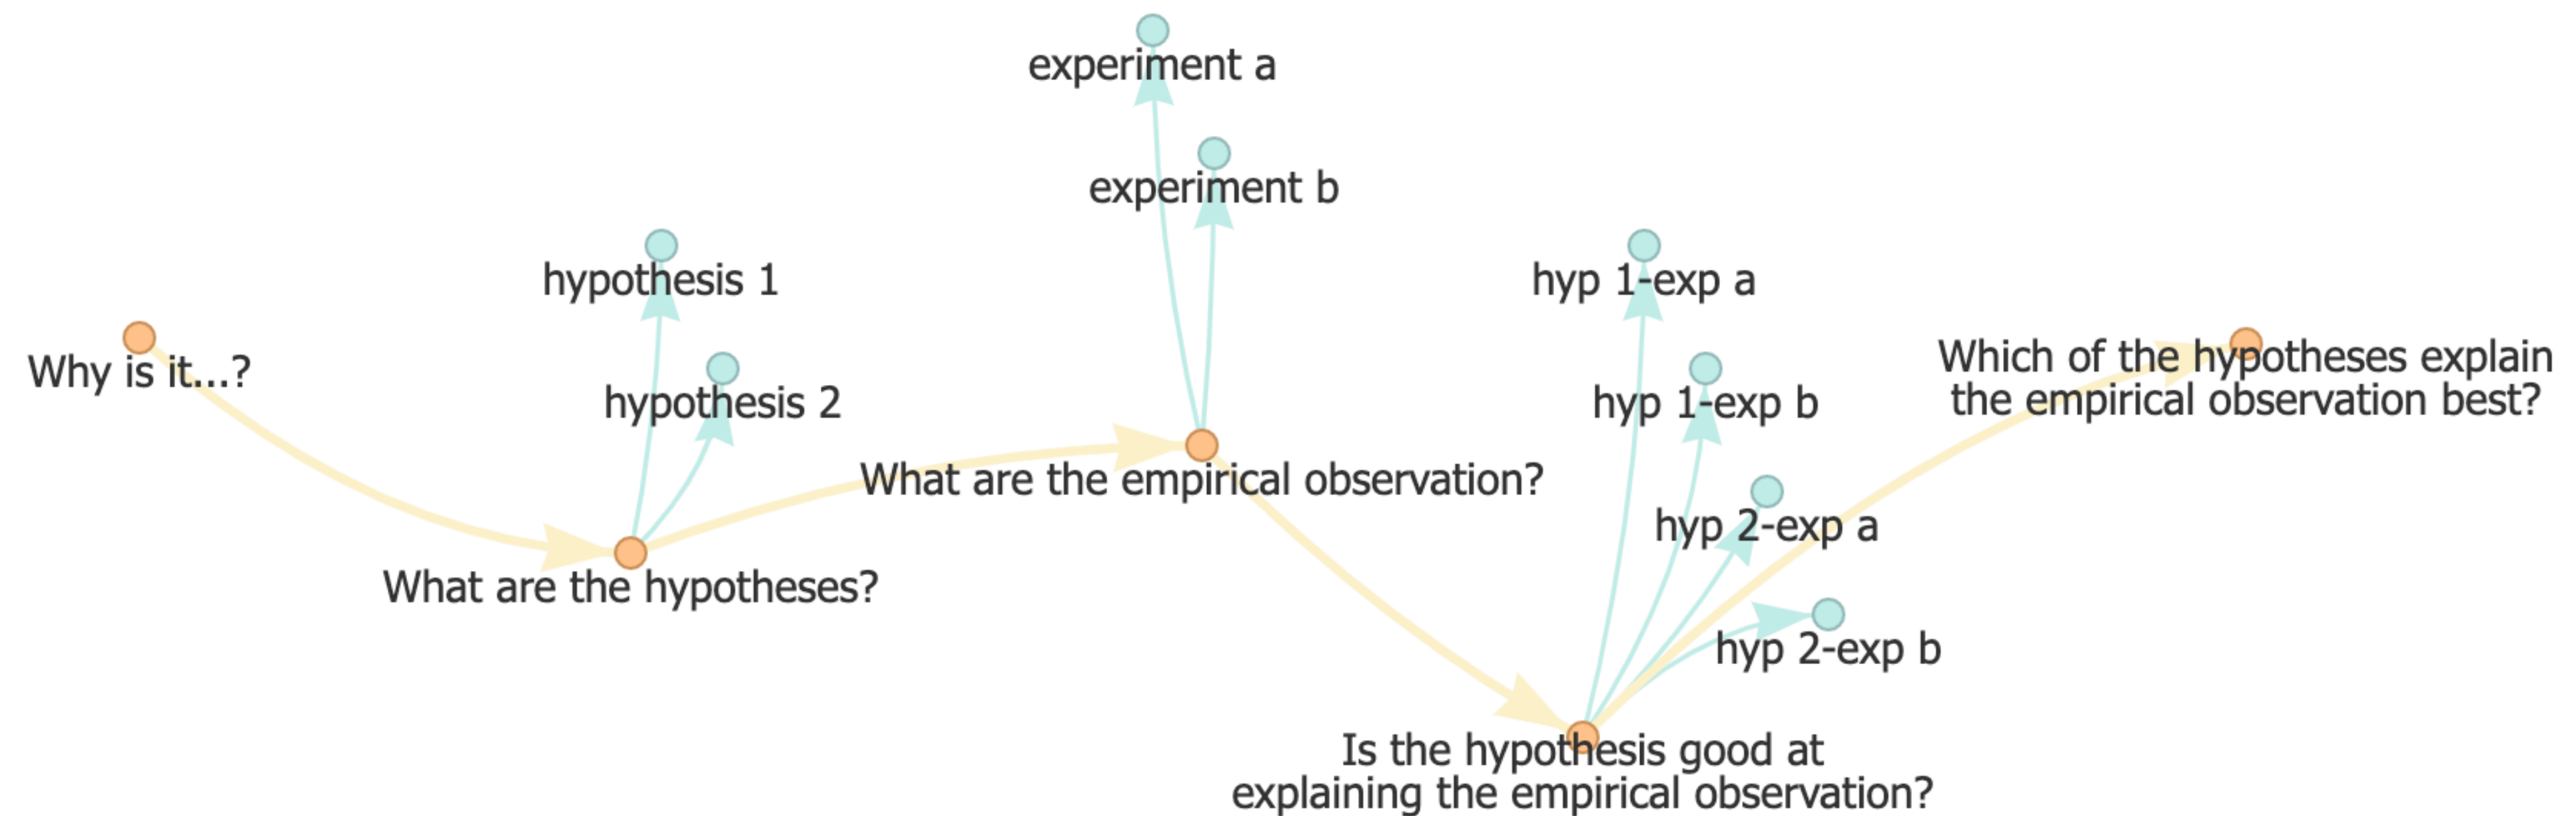 experiment a
experiment b
hypothesis 1
hyp 1-exp a
Why is it...?
hypothesis 2
hyp 1-exp b
Which of the hypotheses explain
the empirical observation best?
What are the empirical observation?
hyp 2-exp a
What are the hypotheses?
hyp 2-exp b
Is the hypothesis good at
explaining the empirical observation?